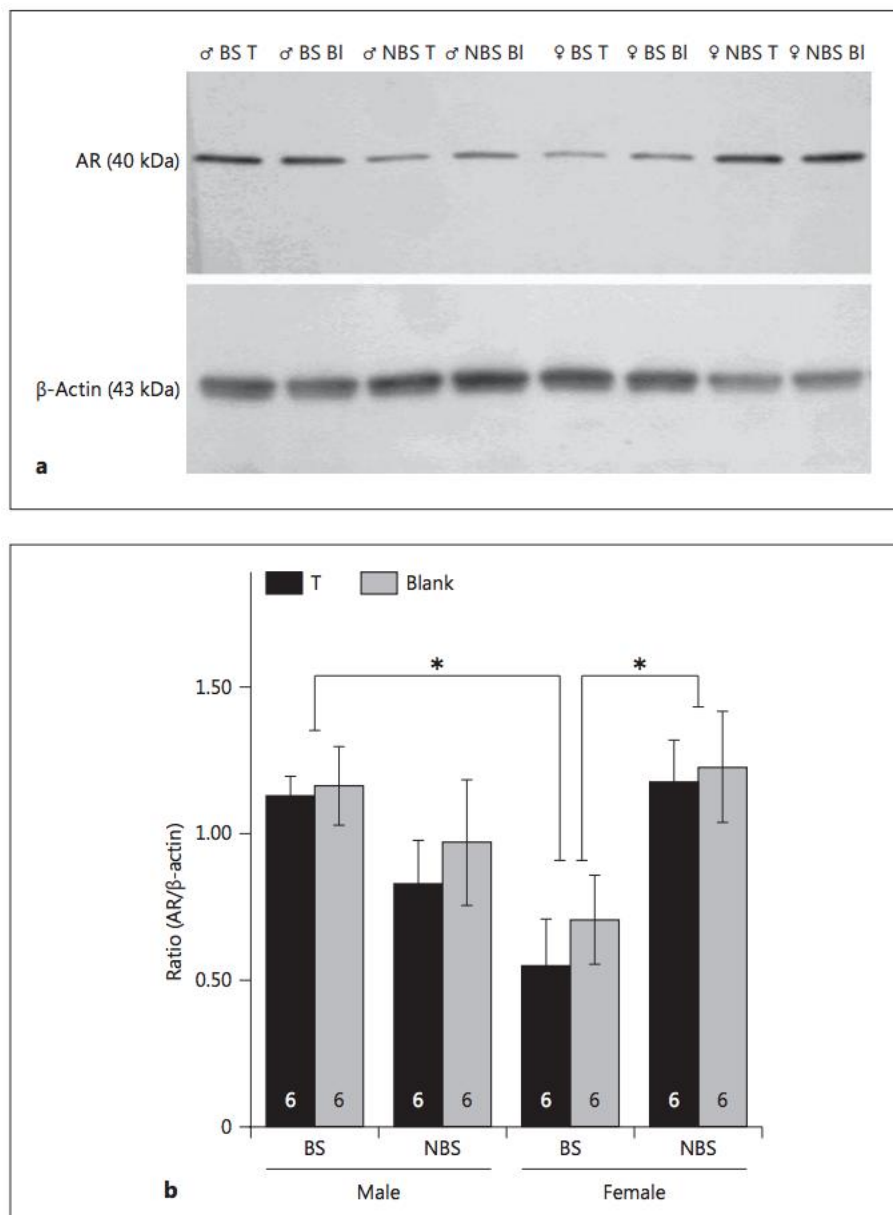 ♂ BS T ♂ BS Bl ♂ NBS T ♂ NBS Bl ♀ BS T ♀ BS Bl ♀ NBS T ♀ NBS Bl
AR (40 kDa)
β-Actin (43 kDa)
a
T Blank
* *
1.50
1.00
0.50
0
Ratio (AR/β-actin)
6 6 6 6 6 6 6 6
BS NBS BS NBS
Male Female
b